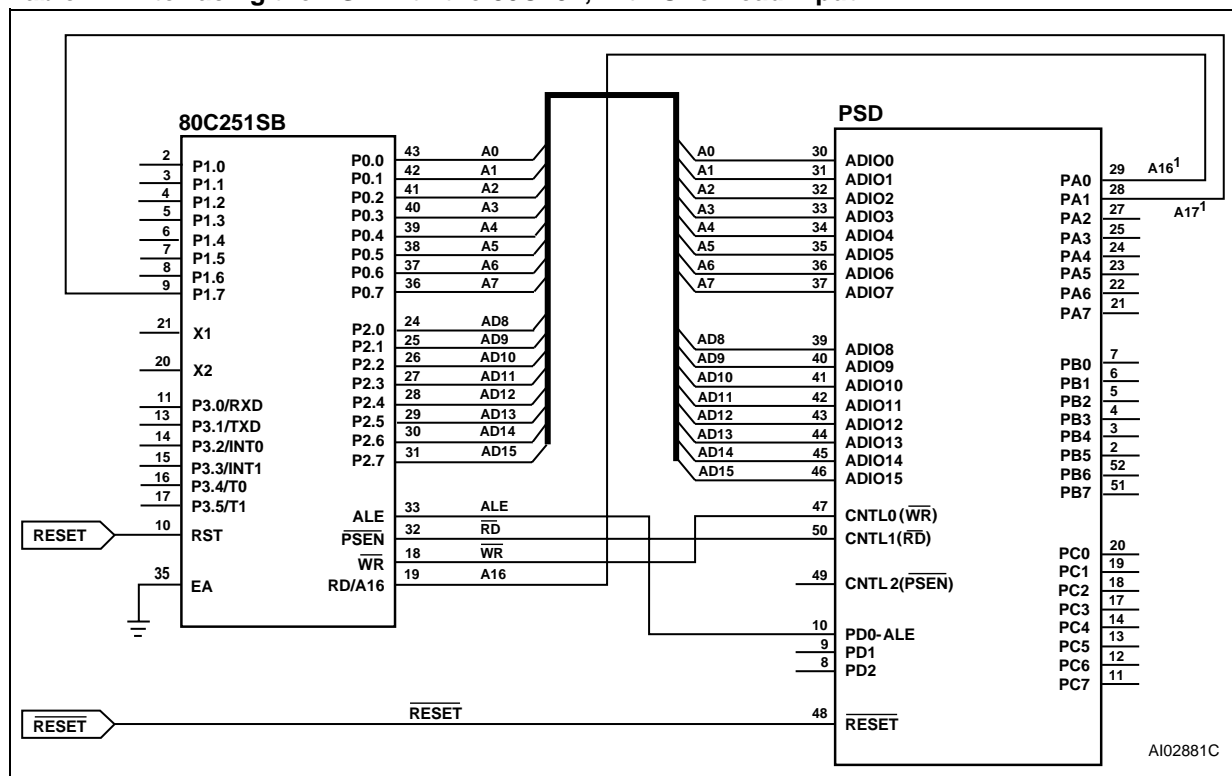 80C251SB
2 P1.0
3 P1.1
4 P1.2
5 P1.3
6 P1.4
7 P1.5
8 P1.6
9 P1.7
21 X1
20 X2
11 P3.0/RXD
13 P3.1/TXD
14 P3.2/INT0
15 P3.3/INT1
16 P3.4/T0
17 P3.5/T1
RESET 10 RST
35 EA
P0.0 43 A0
P0.1 42 A1
P0.2 41 A2
P0.3 40 A3
P0.4 39 A4
P0.5 38 A5
P0.6 37 A6
P0.7 36 A7
P2.0 24 AD8
P2.1 25 AD9
P2.2 26 AD10
P2.3 27 AD11
P2.4 28 AD12
P2.5 29 AD13
P2.6 30 AD14
P2.7 31 AD15
ALE 33 ALE
PSEN 32 RD
WR 18 WR
RD/A16 19 A16
PSD
A0 30 ADIO0
A1 31 ADIO1
A2 32 ADIO2
A3 33 ADIO3
A4 34 ADIO4
A5 35 ADIO5
A6 36 ADIO6
A7 37 ADIO7
AD8 39 ADIO8
AD9 40 ADIO9
AD10 41 ADIO10
AD11 42 ADIO11
AD12 43 ADIO12
AD13 44 ADIO13
AD14 45 ADIO14
AD15 46 ADIO15
47 CNTL0(WR)
50 CNTL1(RD)
49 CNTL 2(PSEN)
10 PD0-ALE
9 PD1
8 PD2
RESET RESET 48 RESET
PA0 29 A16¹
PA1 28 A17¹
PA2 27
PA3 25
PA4 24
PA5 23
PA6 22
PA7 21
PB0 7
PB1 6
PB2 5
PB3 4
PB4 3
PB5 2
PB6 52
PB7 51
PC0 20
PC1 19
PC2 18
PC3 17
PC4 14
PC5 13
PC6 12
PC7 11
AI02881C